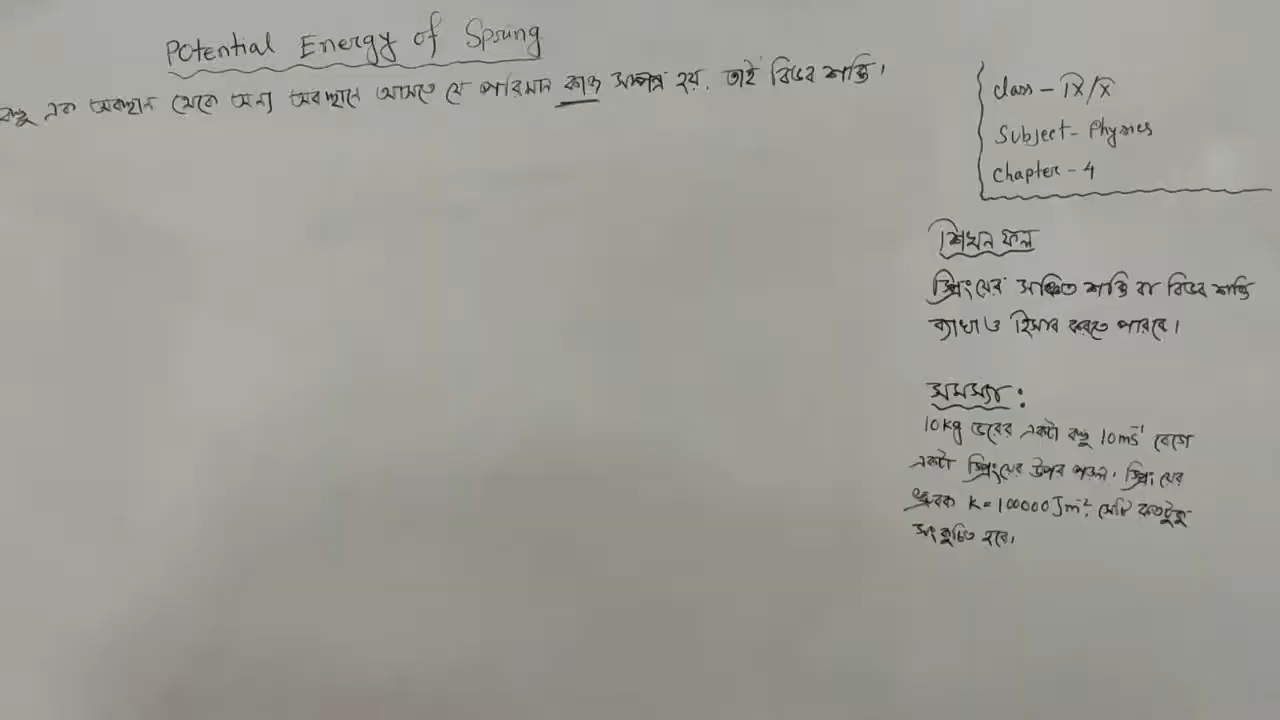 Potential Energy of Spring
বস্তু এক অবস্থান থেকে অন্য অবস্থানে আসতে যে পরিমান কাজ সম্পন্ন হয়, তাই বিভব শক্তি।
Class - IX/X
Subject - Physics
Chapter - 4
শিখন ফল
স্প্রিংয়ের সঞ্চিত শক্তি বা বিভব শক্তি
ব্যাখা ও হিসাব করতে পারবে।
সমস্যা :
10kg ভরের একটা বস্তু 10ms⁻¹ বেগে
একটা স্প্রিংয়ের উপর পড়ল, স্প্রিংয়ের
ধ্রুবক K = 100000Jm⁻², সেটি কতটুকু
সংকুচিত হবে।